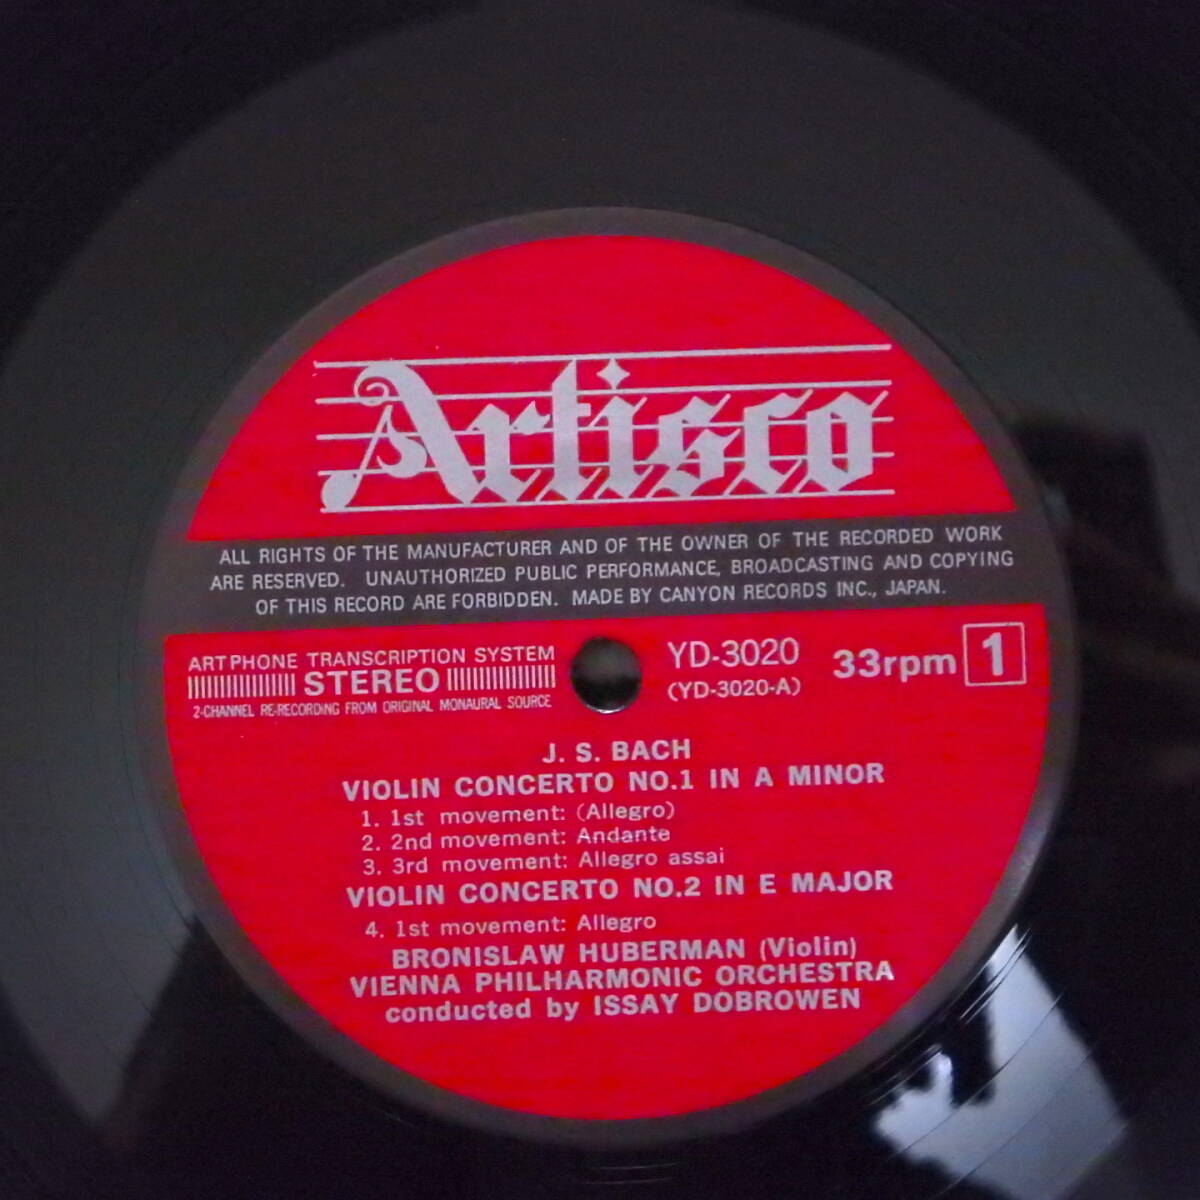 Artisco
ALL RIGHTS OF THE MANUFACTURER AND OF THE OWNER OF THE RECORDED WORK
ARE RESERVED. UNAUTHORIZED PUBLIC PERFORMANCE, BROADCASTING AND COPYING
OF THIS RECORD ARE FORBIDDEN. MADE BY CANYON RECORDS INC., JAPAN.
ARTPHONE TRANSCRIPTION SYSTEM
STEREO
2-CHANNEL RE-RECORDING FROM ORIGINAL MONAURAL SOURCE
YD-3020
(YD-3020-A)
33rpm 1
J. S. BACH
VIOLIN CONCERTO NO.1 IN A MINOR
1. 1st movement: (Allegro)
2. 2nd movement: Andante
3. 3rd movement: Allegro assai
VIOLIN CONCERTO NO.2 IN E MAJOR
4. 1st movement: Allegro
BRONISLAW HUBERMAN (Violin)
VIENNA PHILHARMONIC ORCHESTRA
conducted by ISSAY DOBROWEN